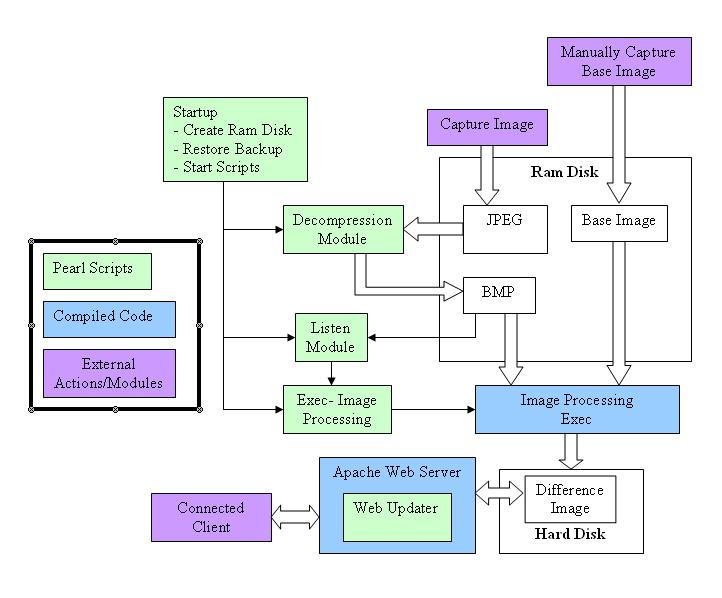 Manually Capture
Base Image
Startup
- Create Ram Disk
- Restore Backup
- Start Scripts
Capture Image
Ram Disk
Decompression
Module
JPEG
Base Image
Pearl Scripts
Compiled Code
External
Actions/Modules
BMP
Listen
Module
Exec- Image
Processing
Image Processing
Exec
Apache Web Server
Web Updater
Connected
Client
Difference
Image
Hard Disk